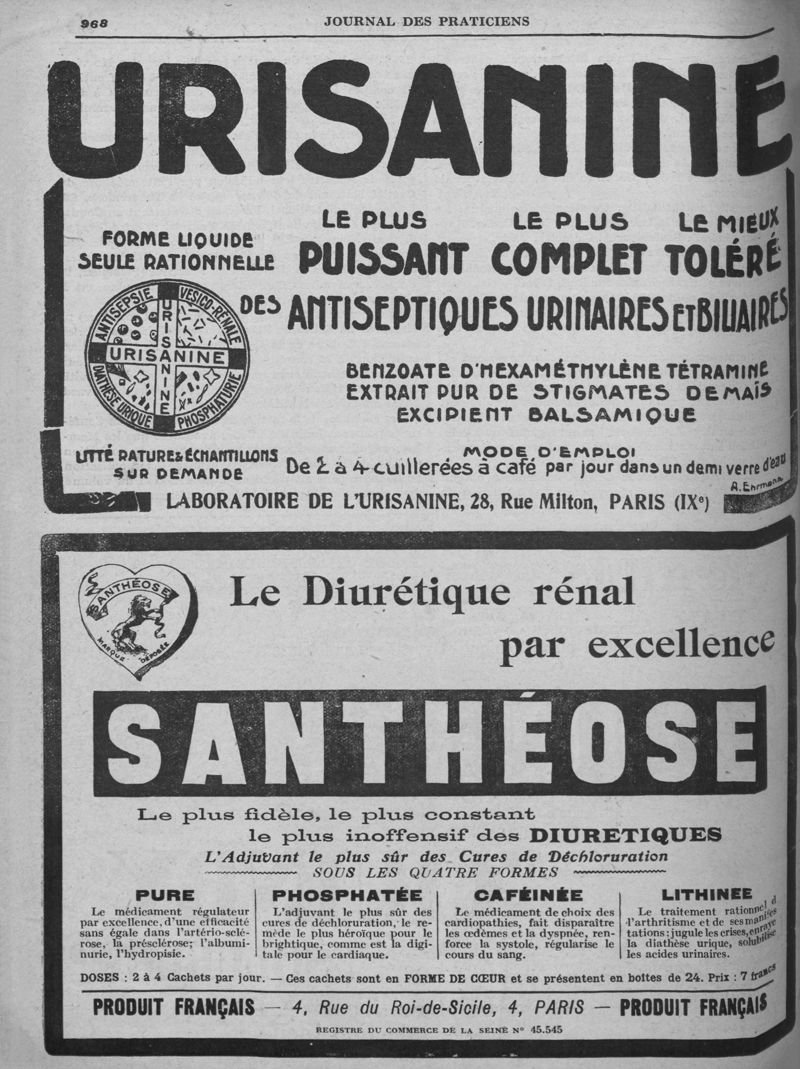 968
JOURNAL DES PRATICIENS
URISANINE
FORME LIQUIDE
SEULE RATIONNELLE
LE PLUS LE PLUS LE MIEUX
PUISSANT COMPLET TOLÉRÉ
DES ANTISEPTIQUES URINAIRES ET BILIAIRES
ANTISEPSIE VESICO-RÉNALE
URISANINE
URISANINE
DIATHÈSE URIQUE PHOSPHATURIE
BENZOATE D'HEXAMÉTHYLÈNE TÉTRAMINE
EXTRAIT PUR DE STIGMATES DE MAÏS
EXCIPIENT BALSAMIQUE
LITTÉRATURE & ÉCHANTILLONS
SUR DEMANDE
MODE D'EMPLOI
De 2 à 4 cuillerées à café par jour dans un demi verre d'eau
A. Ehrmann
LABORATOIRE DE L'URISANINE, 28, Rue Milton, PARIS (IXe)
SANTHÉOSE
MARQUE DÉPOSÉE
Le Diurétique rénal
par excellence
SANTHÉOSE
Le plus fidèle, le plus constant
le plus inoffensif des DIURETIQUES
L'Adjuvant le plus sûr des Cures de Déchloruration
SOUS LES QUATRE FORMES
PURE
Le médicament régulateur
par excellence, d'une efficacité
sans égale dans l'artério-sclé-
rose, la présclérose; l'albumi-
nurie, l'hydropisie.
PHOSPHATÉE
L'adjuvant le plus sûr des
cures de déchloruration, le re-
mède le plus héroïque pour le
brightique, comme est la digi-
tale pour le cardiaque.
CAFÉINÉE
Le médicament de choix des
cardiopathies, fait disparaître
les œdèmes et la dyspnée, ren-
force la systole, régularise le
cours du sang.
LITHINEE
Le traitement rationnel d
l'arthritisme et de ses manifes
tations: jugule les crises, enraye
la diathèse urique, solubilise
les acides urinaires.
DOSES : 2 à 4 Cachets par jour. — Ces cachets sont en FORME DE CŒUR et se présentent en boîtes de 24. Prix : 7 francs
PRODUIT FRANÇAIS — 4, Rue du Roi-de-Sicile, 4, PARIS — PRODUIT FRANÇAIS
REGISTRE DU COMMERCE DE LA SEINE N° 45.545